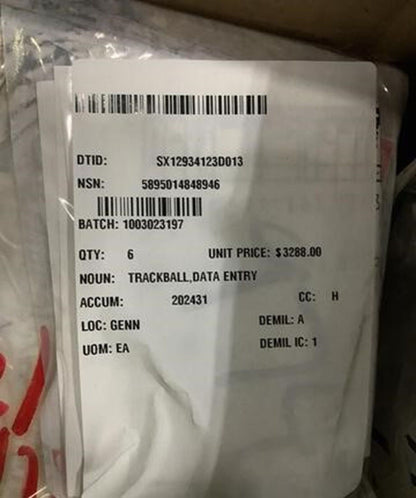 DTID: SX12934123D013
NSN: 5895014848946
BATCH: 1003023197
QTY: 6 UNIT PRICE: $3288.00
NOUN: TRACKBALL,DATA ENTRY
ACCUM: 202431 CC: H
LOC: GENN DEMIL: A
UOM: EA DEMIL IC: 1